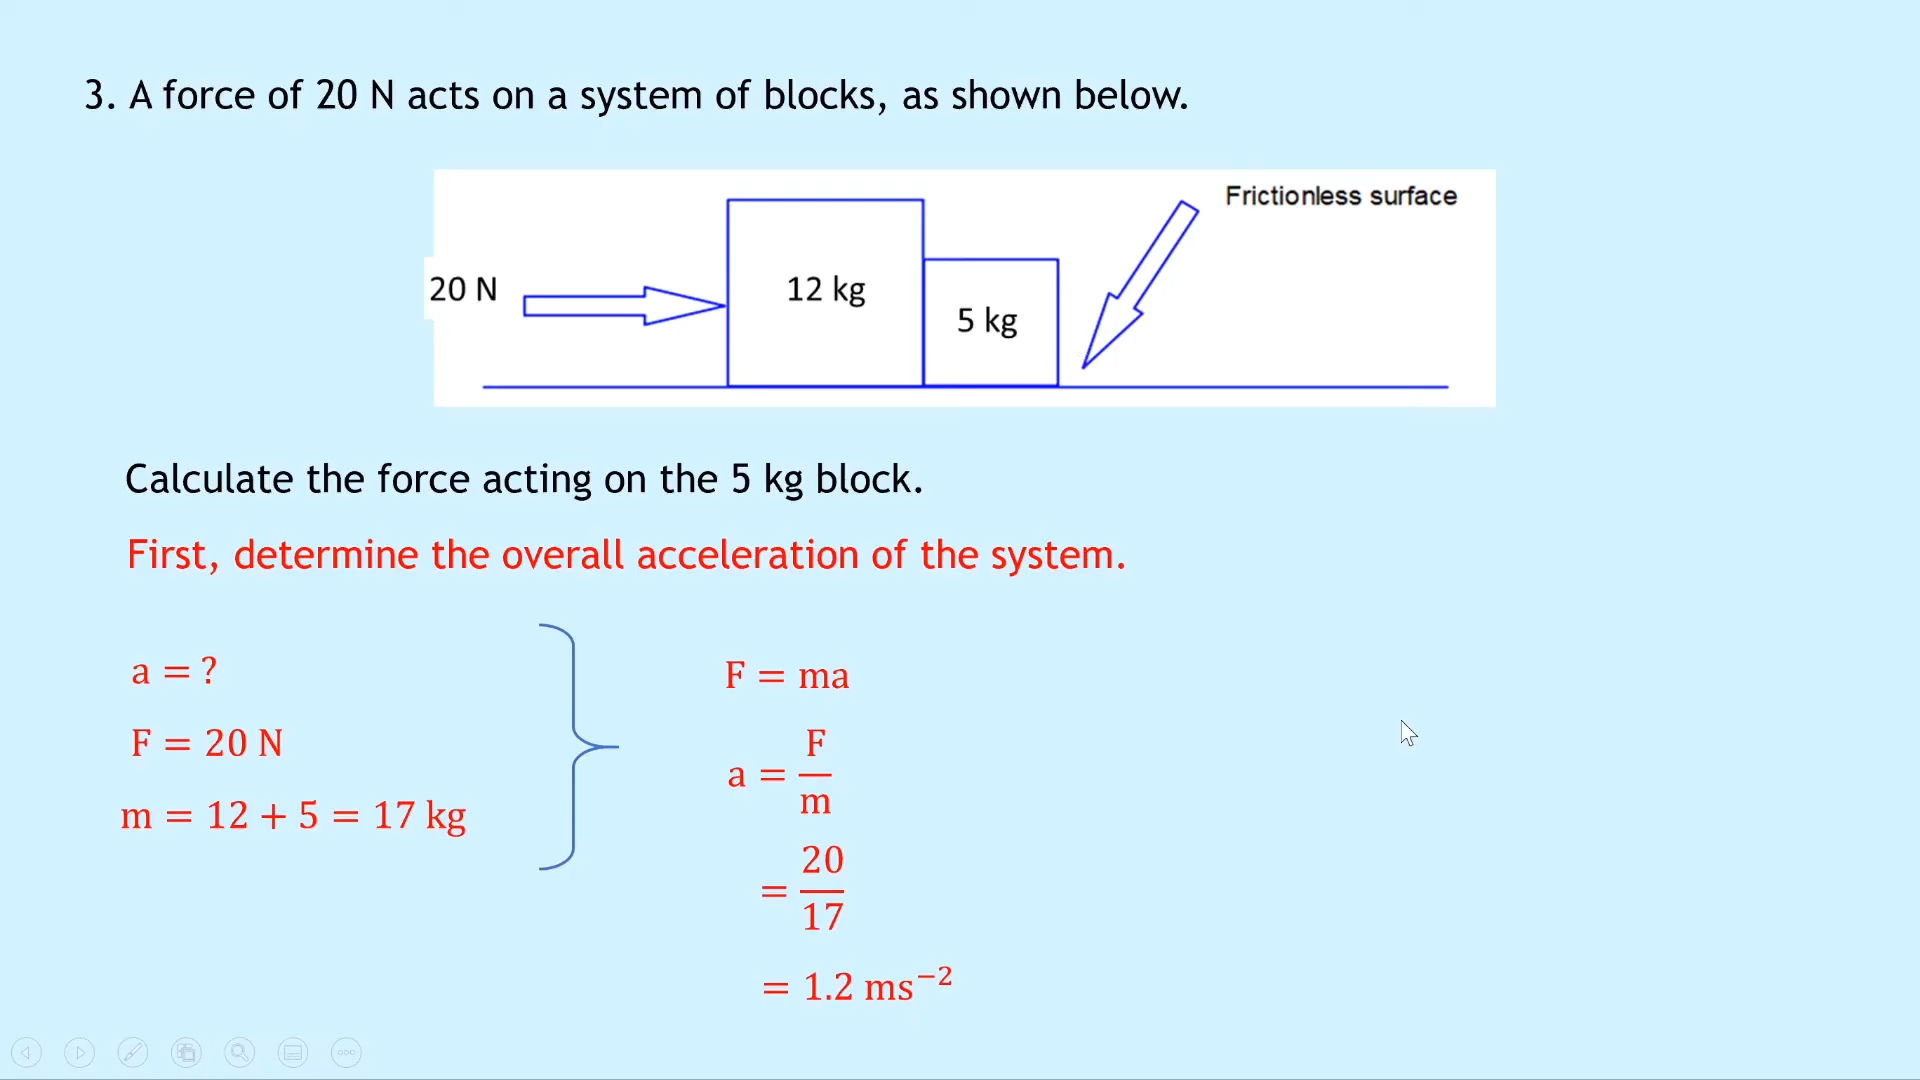 3. A force of 20 N acts on a system of blocks, as shown below.
Frictionless surface
20 N
12 kg
5 kg
Calculate the force acting on the 5 kg block.
First, determine the overall acceleration of the system.
a = ?
F = 20 N
m = 12 + 5 = 17 kg
F = ma
a = F/m
= 20/17
= 1.2 ms⁻²